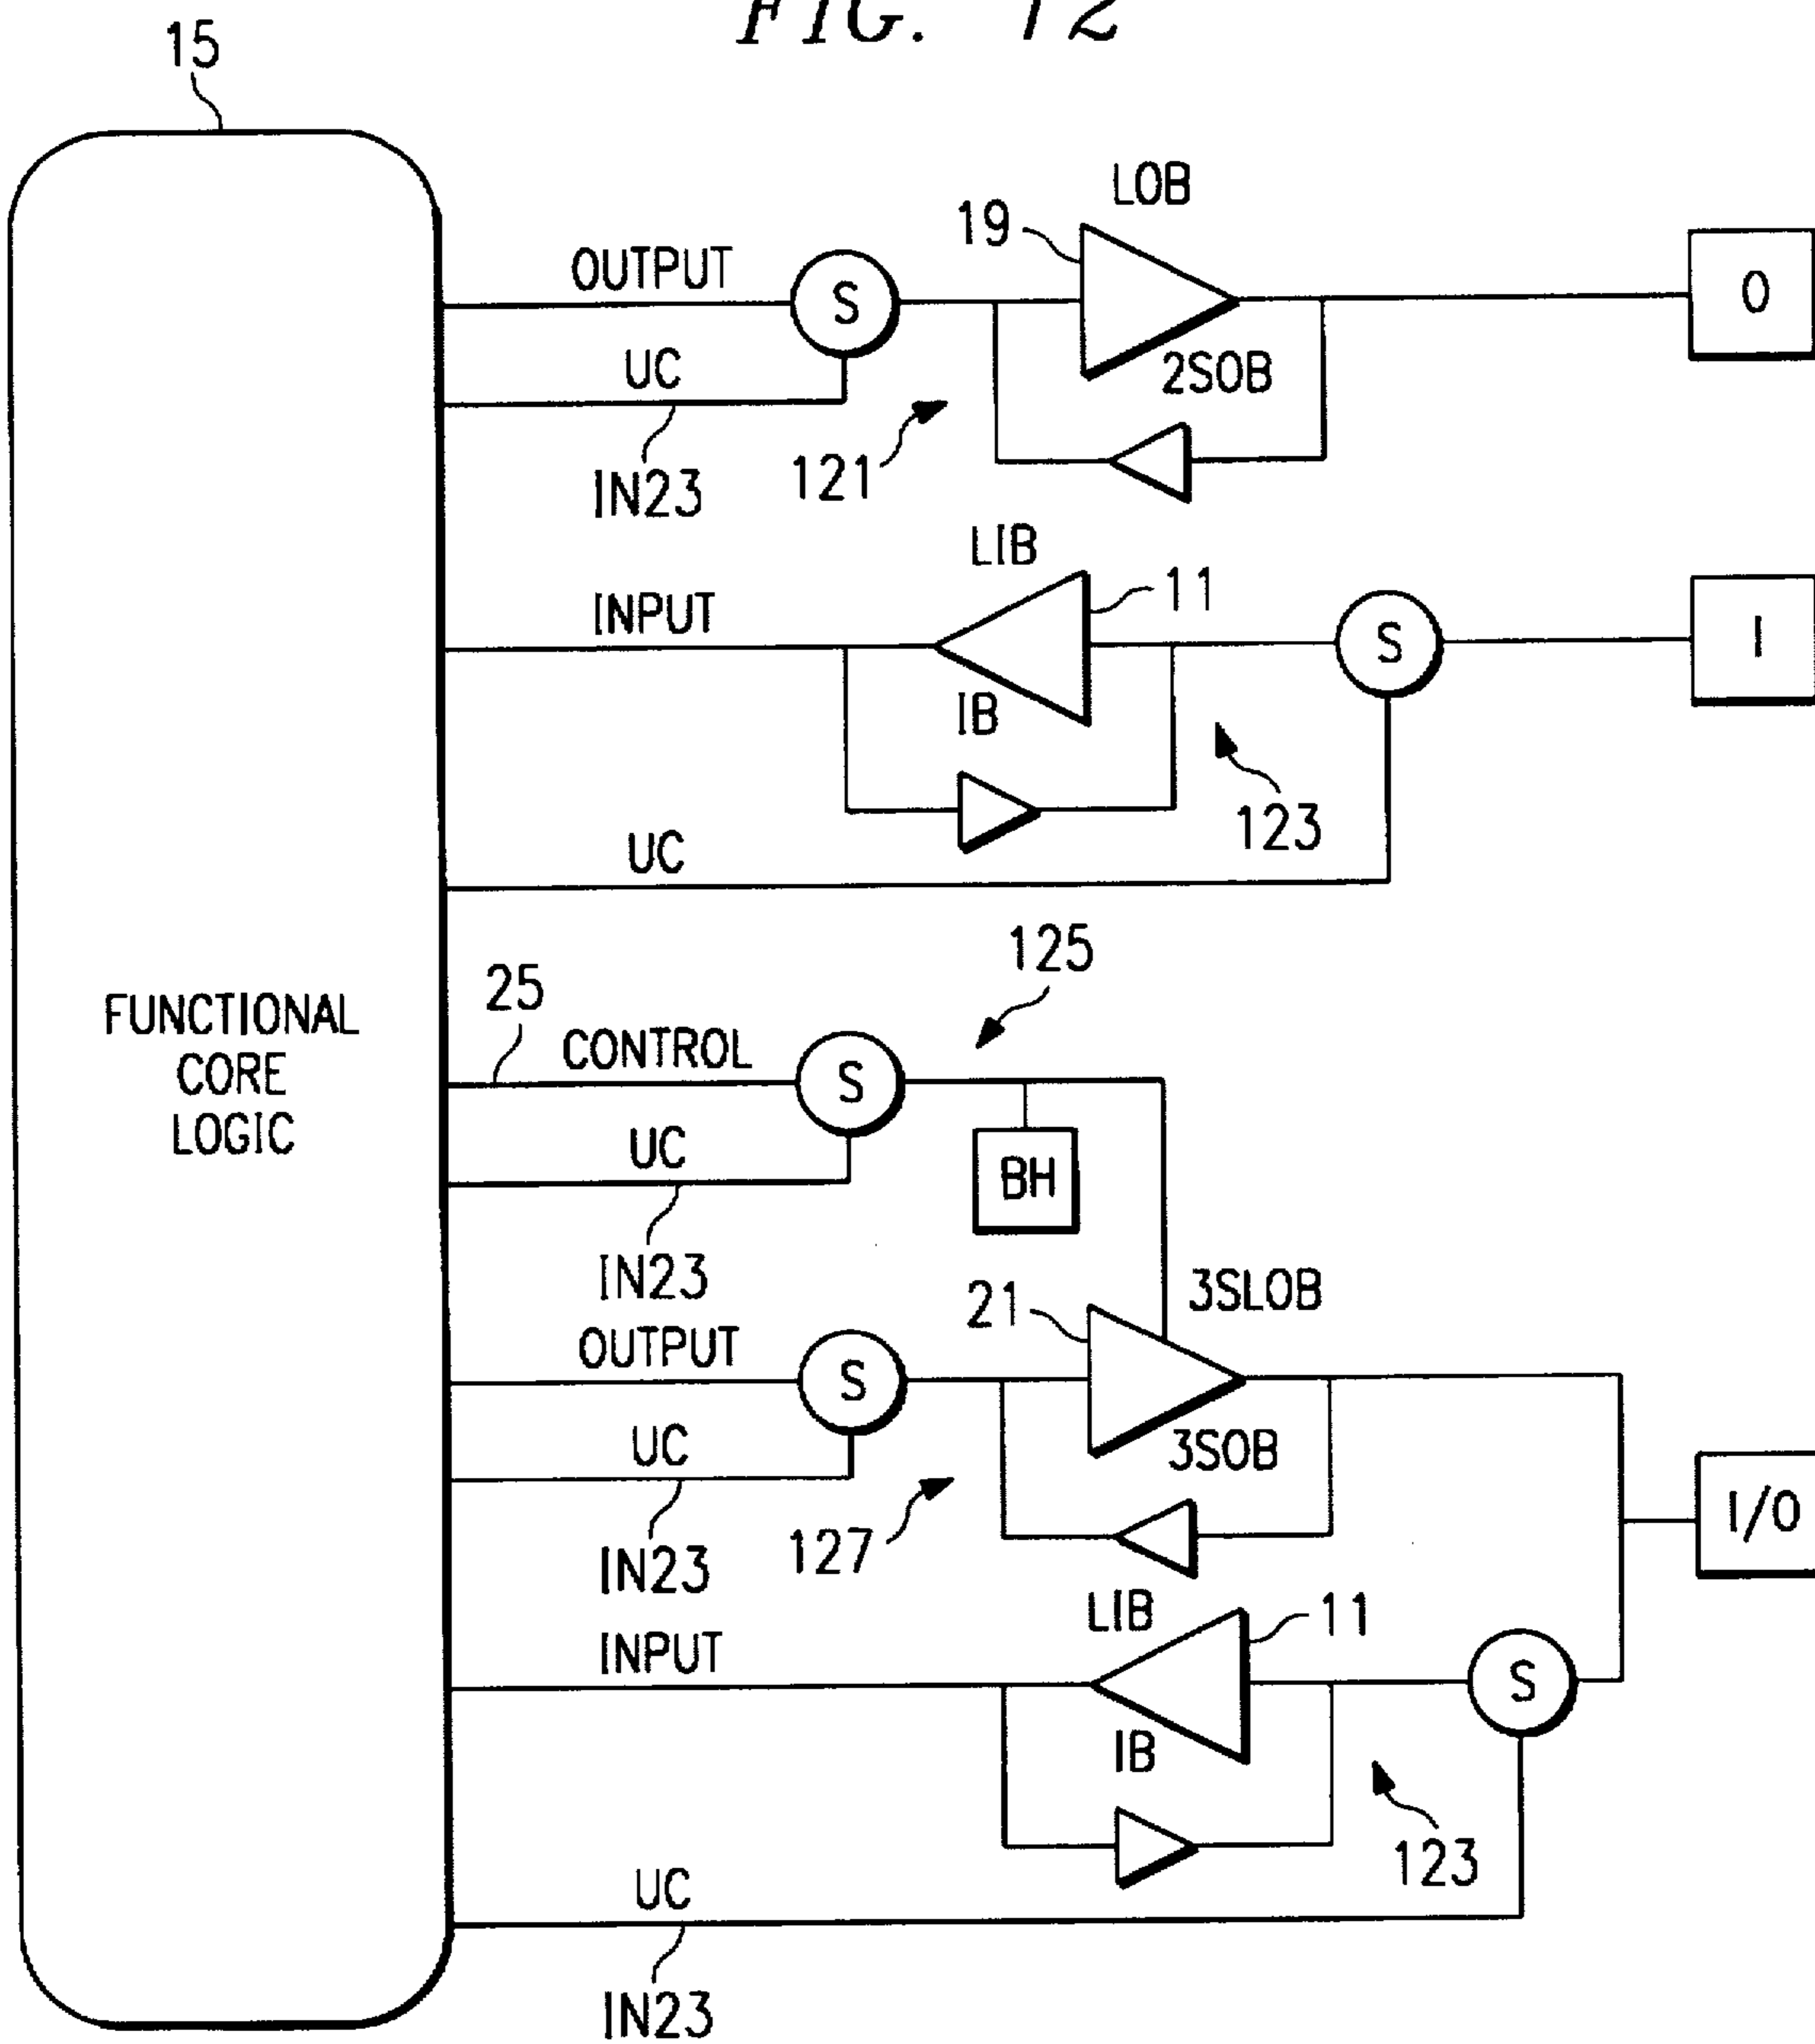 FIG. 12
15
LOB
19
OUTPUT
S
O
UC
2SOB
121
IN23
LIB
INPUT
11
S
I
IB
123
UC
125
25
CONTROL
FUNCTIONAL
CORE
LOGIC
S
UC
BH
IN23
3SLOB
21
OUTPUT
S
UC
3SOB
I/O
127
IN23
LIB
11
INPUT
S
IB
123
UC
IN23